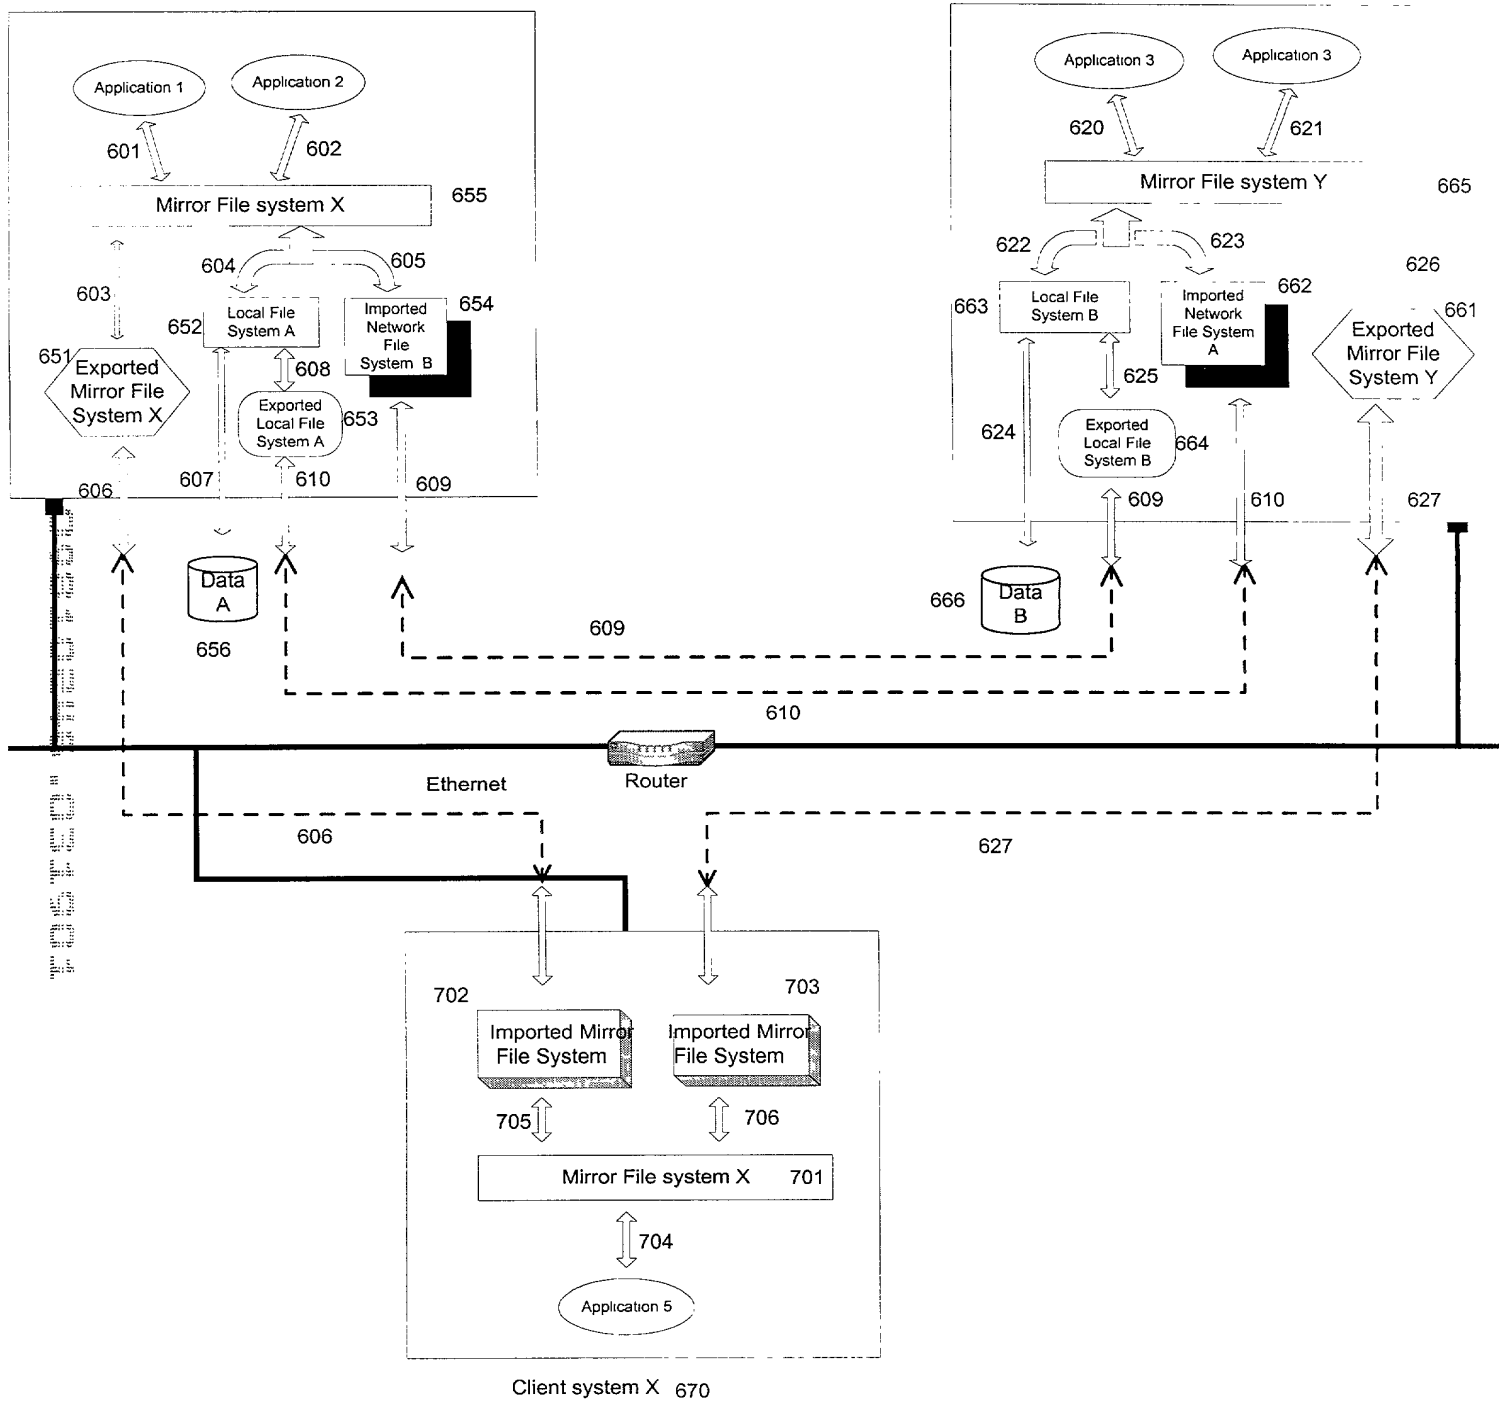 Application 1
Application 2
601
602
Mirror File system X
655
603
604
605
652
Local File
System A
Imported
Network
File
System B
654
651
Exported
Mirror File
System X
608
Exported
Local File
System A
653
606
607
610
609
Data
A
656
Application 3
Application 3
620
621
Mirror File system Y
665
622
623
626
663
Local File
System B
Imported
Network
File System
A
662
661
Exported
Mirror File
System Y
625
624
Exported
Local File
System B
664
609
610
627
666
Data
B
609
610
Ethernet
Router
606
627
702
703
Imported Mirror
File System
Imported Mirror
File System
705
706
Mirror File system X
701
704
Application 5
Client system X
670